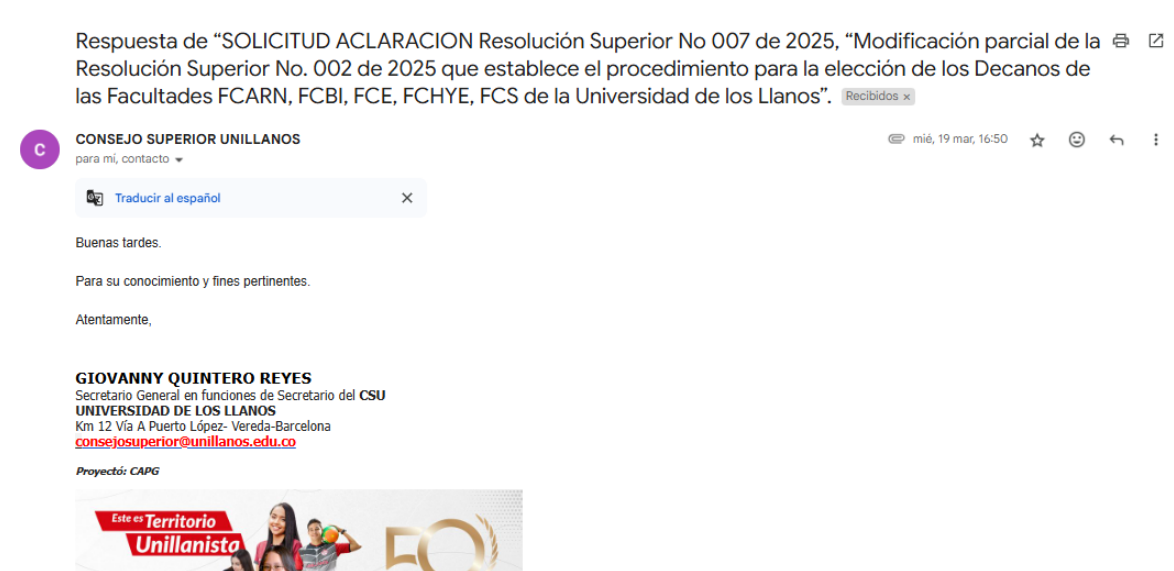 Respuesta de “SOLICITUD ACLARACION Resolución Superior No 007 de 2025, “Modificación parcial de la
Resolución Superior No. 002 de 2025 que establece el procedimiento para la elección de los Decanos de
las Facultades FCARN, FCBI, FCE, FCHYE, FCS de la Universidad de los Llanos”. Recibidos ×
C
CONSEJO SUPERIOR UNILLANOS
mié, 19 mar, 16:50
para mí, contacto
Traducir al español
Buenas tardes.
Para su conocimiento y fines pertinentes.
Atentamente,
GIOVANNY QUINTERO REYES
Secretario General en funciones de Secretario del CSU
UNIVERSIDAD DE LOS LLANOS
Km 12 Vía A Puerto López- Vereda-Barcelona
consejosuperior@unillanos.edu.co
Proyectó: CAPG
Este es Territorio
Unillanista
50